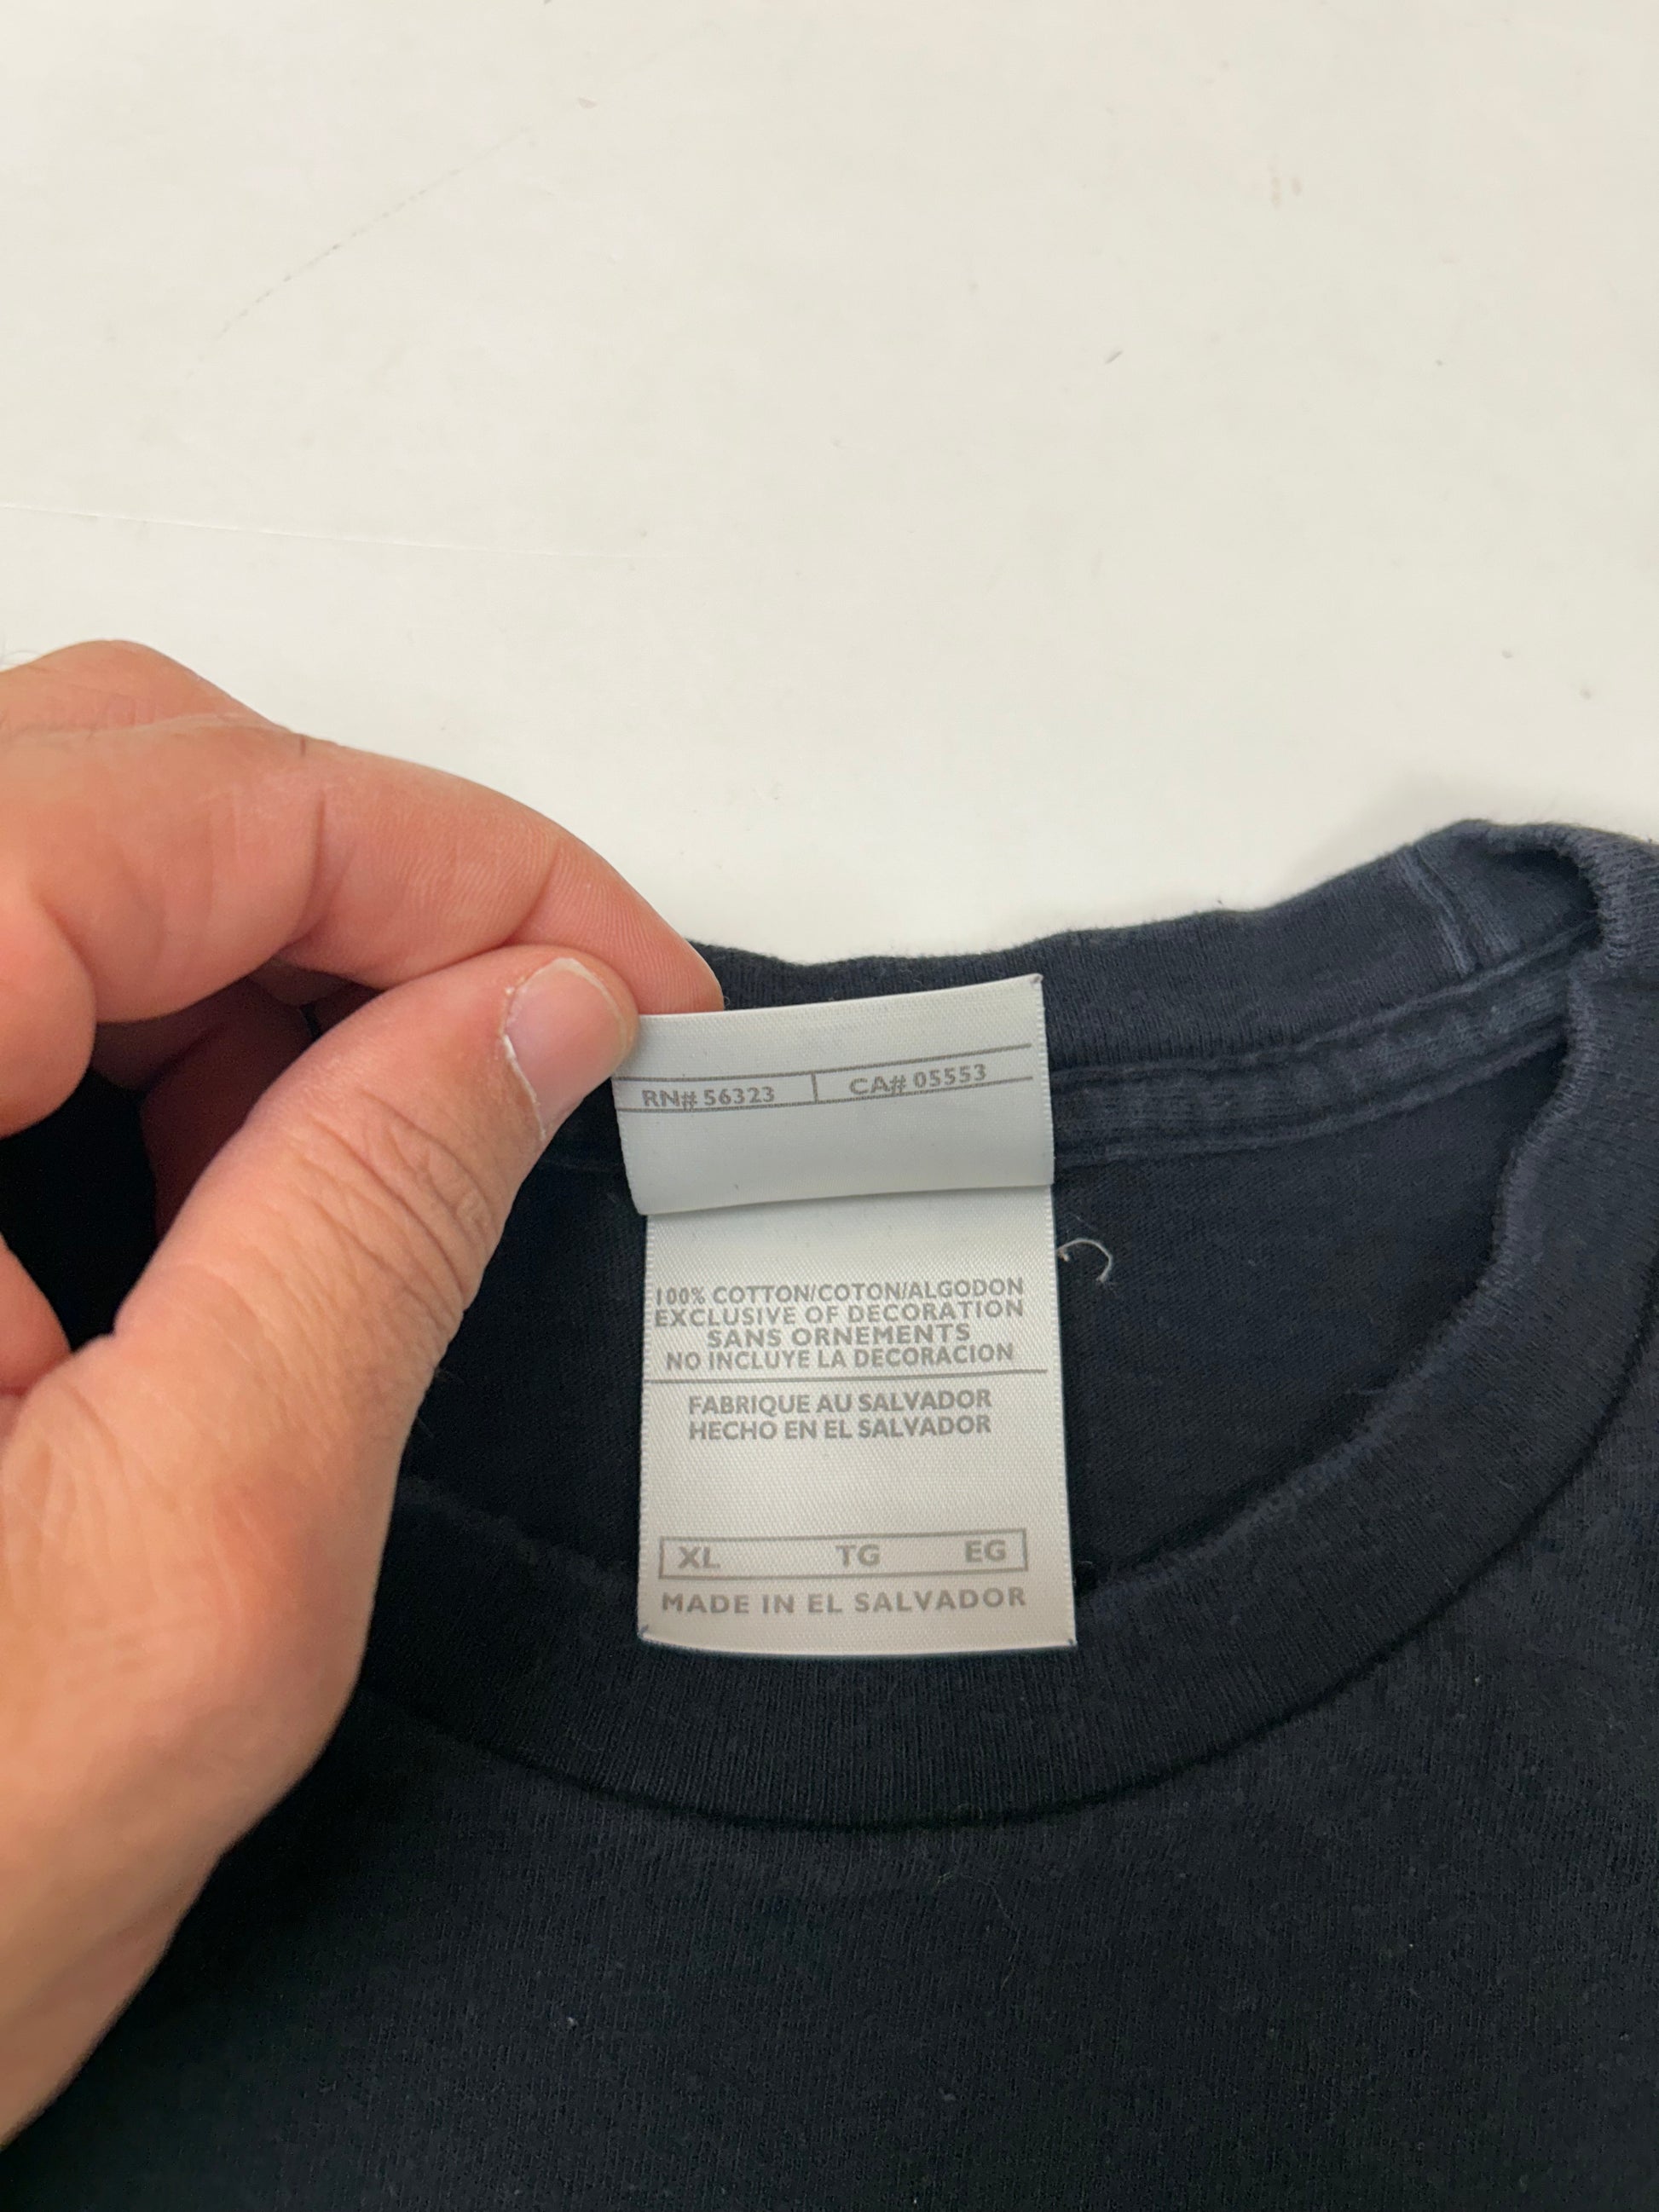 RN# 56323 CA# 05553
100% COTTON/COTON/ALGODON
EXCLUSIVE OF DECORATION
SANS ORNEMENTS
NO INCLUYE LA DECORACION
FABRIQUE AU SALVADOR
HECHO EN EL SALVADOR
XL TG EG
MADE IN EL SALVADOR